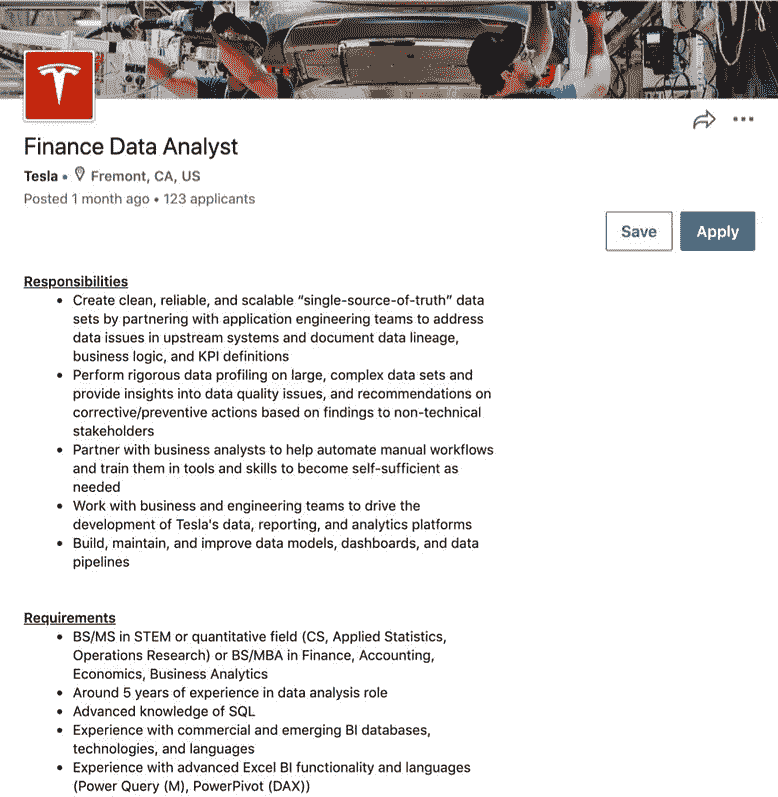 Finance Data Analyst
Tesla • Fremont, CA, US
Posted 1 month ago • 123 applicants
Save
Apply
Responsibilities
• Create clean, reliable, and scalable “single-source-of-truth” data
sets by partnering with application engineering teams to address
data issues in upstream systems and document data lineage,
business logic, and KPI definitions
• Perform rigorous data profiling on large, complex data sets and
provide insights into data quality issues, and recommendations on
corrective/preventive actions based on findings to non-technical
stakeholders
• Partner with business analysts to help automate manual workflows
and train them in tools and skills to become self-sufficient as
needed
• Work with business and engineering teams to drive the
development of Tesla's data, reporting, and analytics platforms
• Build, maintain, and improve data models, dashboards, and data
pipelines
Requirements
• BS/MS in STEM or quantitative field (CS, Applied Statistics,
Operations Research) or BS/MBA in Finance, Accounting,
Economics, Business Analytics
• Around 5 years of experience in data analysis role
• Advanced knowledge of SQL
• Experience with commercial and emerging BI databases,
technologies, and languages
• Experience with advanced Excel BI functionality and languages
(Power Query (M), PowerPivot (DAX))